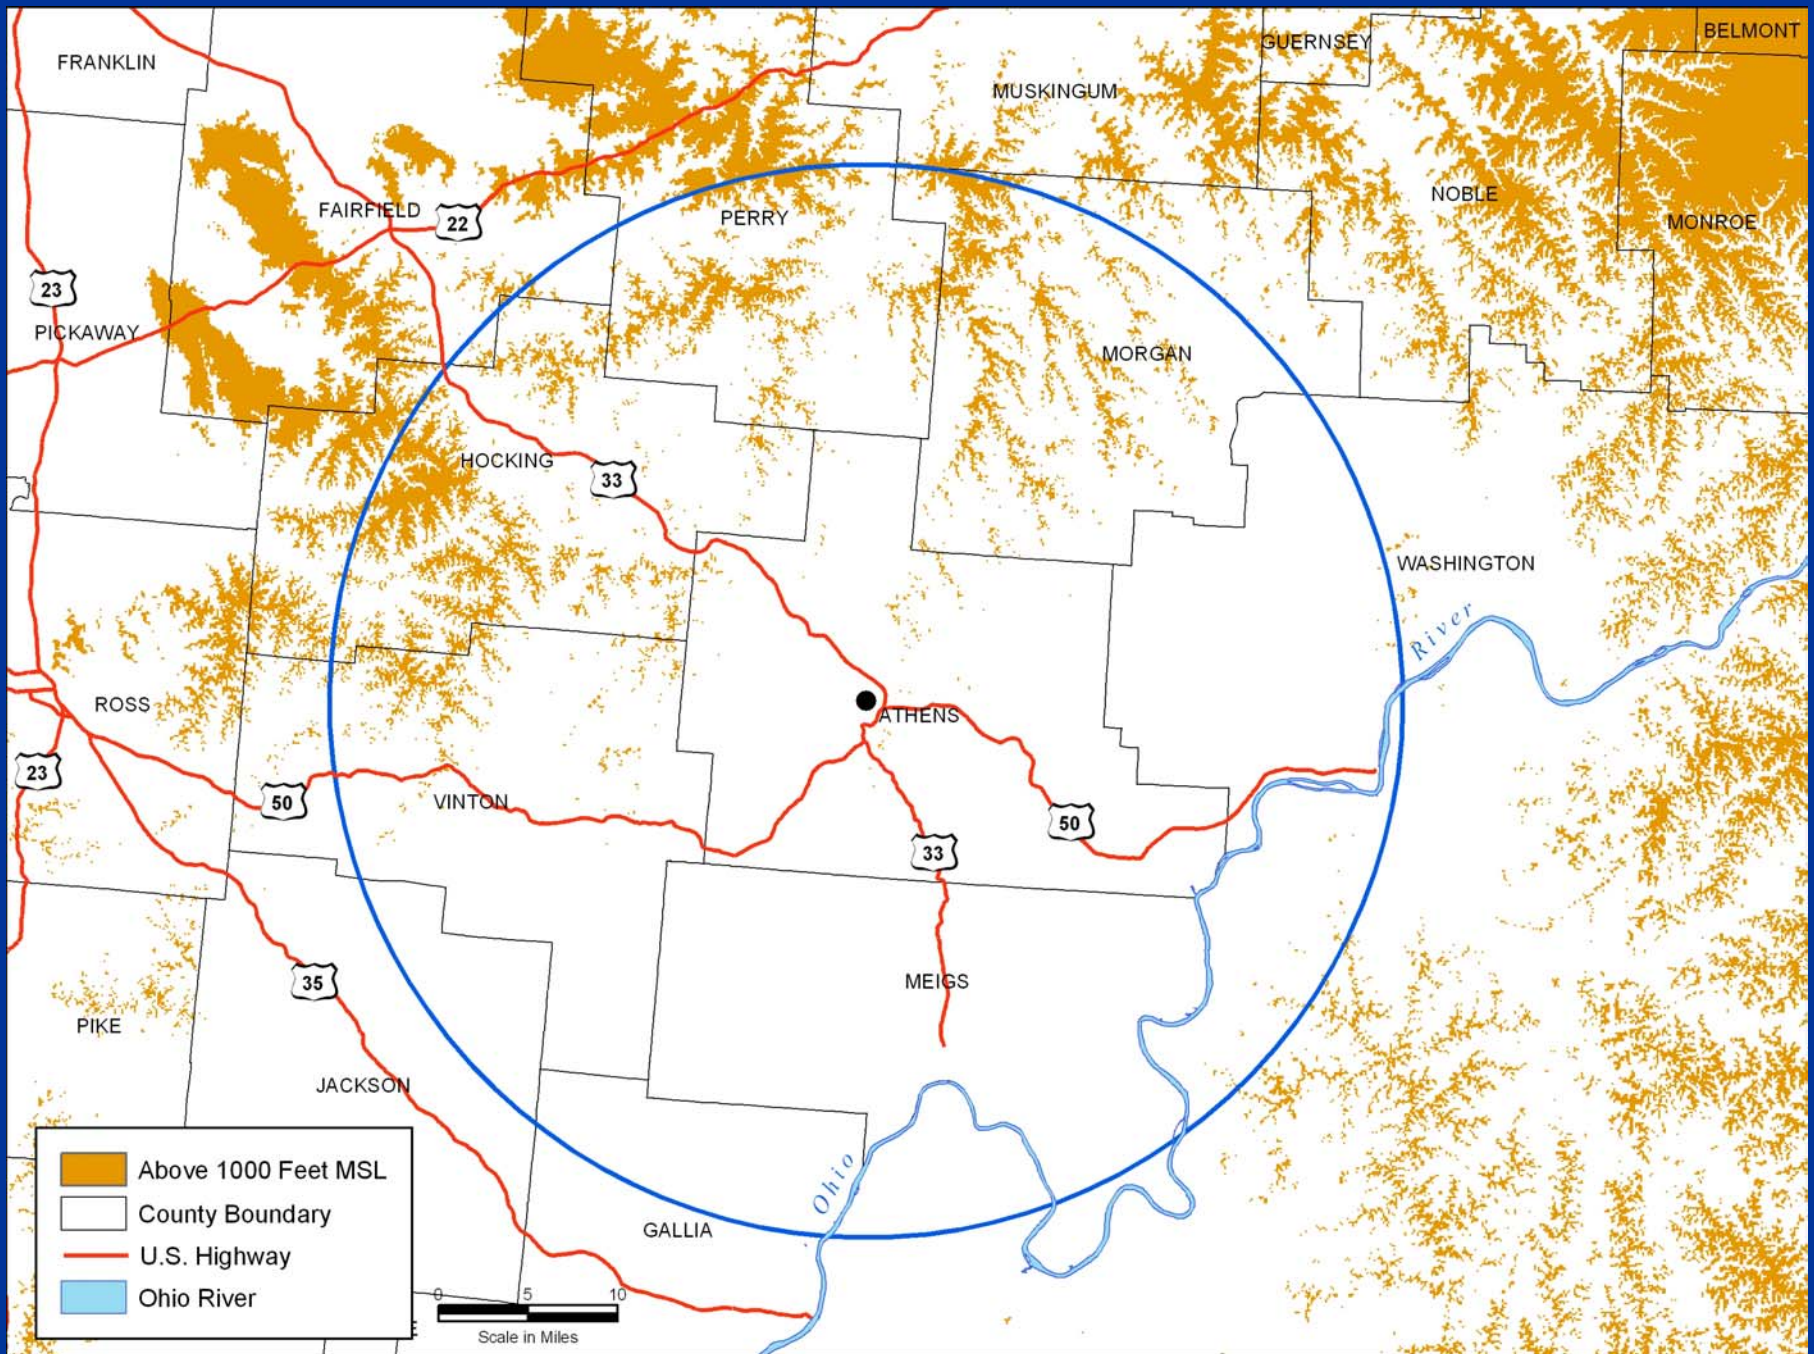 BELMONT
GUERNSEY
FRANKLIN
MUSKINGUM
NOBLE
FAIRFIELD
22
PERRY
MONROE
23
PICKAWAY
MORGAN
HOCKING
33
WASHINGTON
River
ROSS
ATHENS
23
50
VINTON
50
33
MEIGS
35
PIKE
JACKSON
Ohio
GALLIA
Above 1000 Feet MSL
County Boundary
U.S. Highway
Ohio River
0 5 10
Scale in Miles